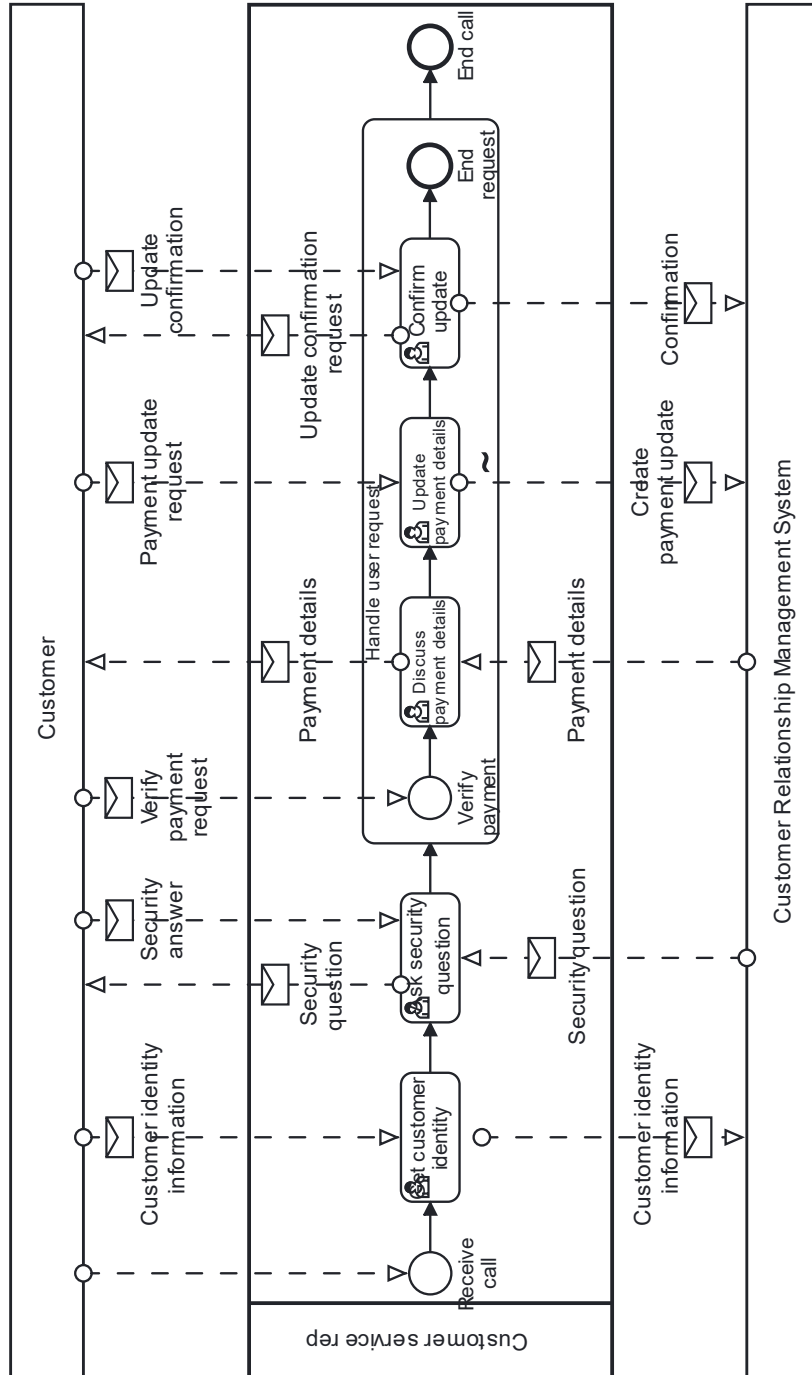 Customer
Customer identity
information
Security
question
Security
answer
Verify
payment
request
Payment details
Payment update
request
Update confirmation
request
Update
confirmation
Customer service rep
Receive
call
Get customer
identity
Ask security
question
Handle user request
Verify
payment
Discuss
payment details
Update
payment details
~
Confirm
update
End
request
End call
Customer identity
information
Security question
Payment details
Create
payment update
Confirmation
Customer Relationship Management System